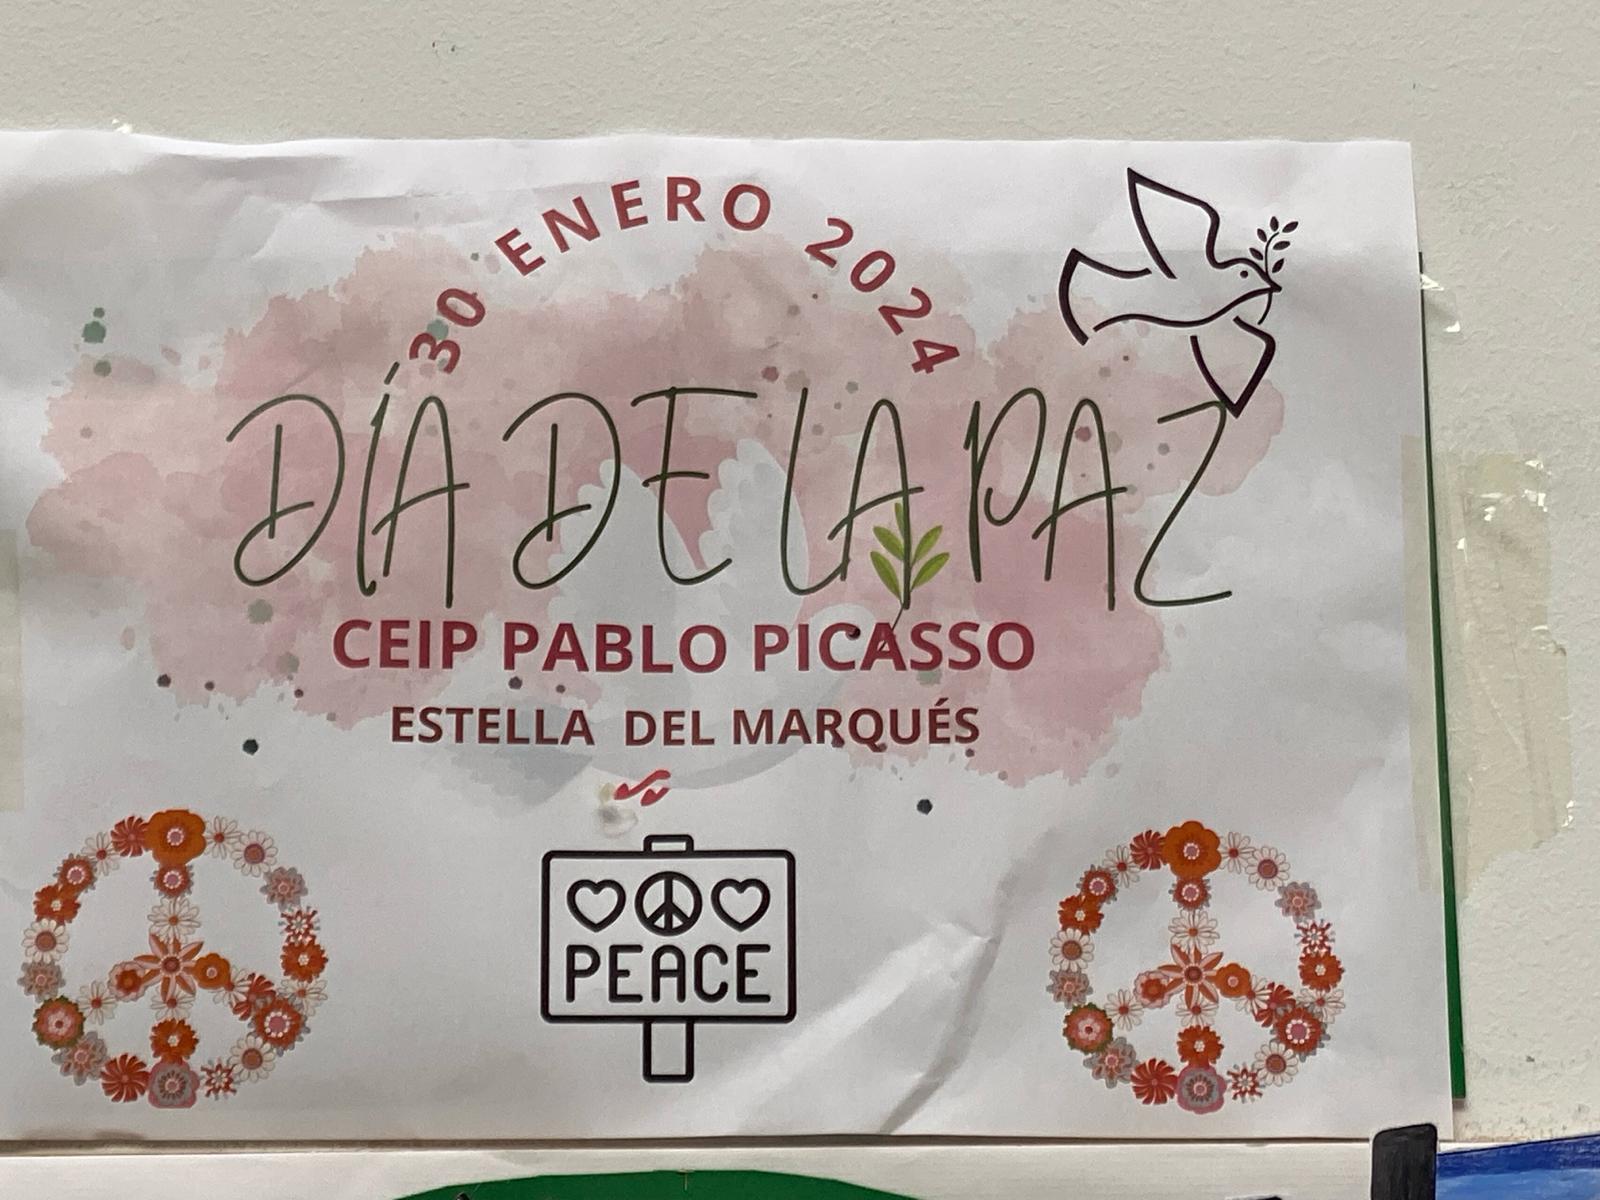 30 ENERO 2024
DÍA DE LA PAZ
CEIP PABLO PICASSO
ESTELLA DEL MARQUÉS
PEACE